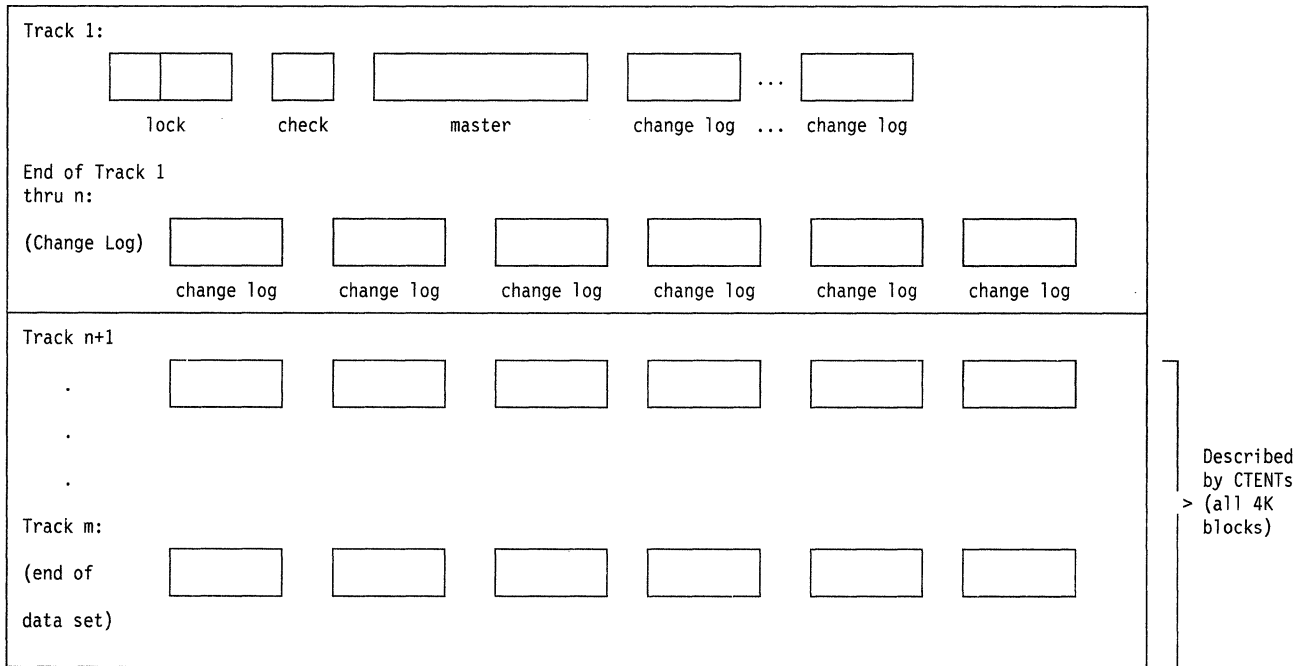 Track 1:
...
lock check master change log ... change log
End of Track 1
thru n:
(Change Log)
change log change log change log change log change log change log
Track n+1
.
.
.
Described
by CTENTs
> (all 4K
blocks)
Track m:
(end of
data set)